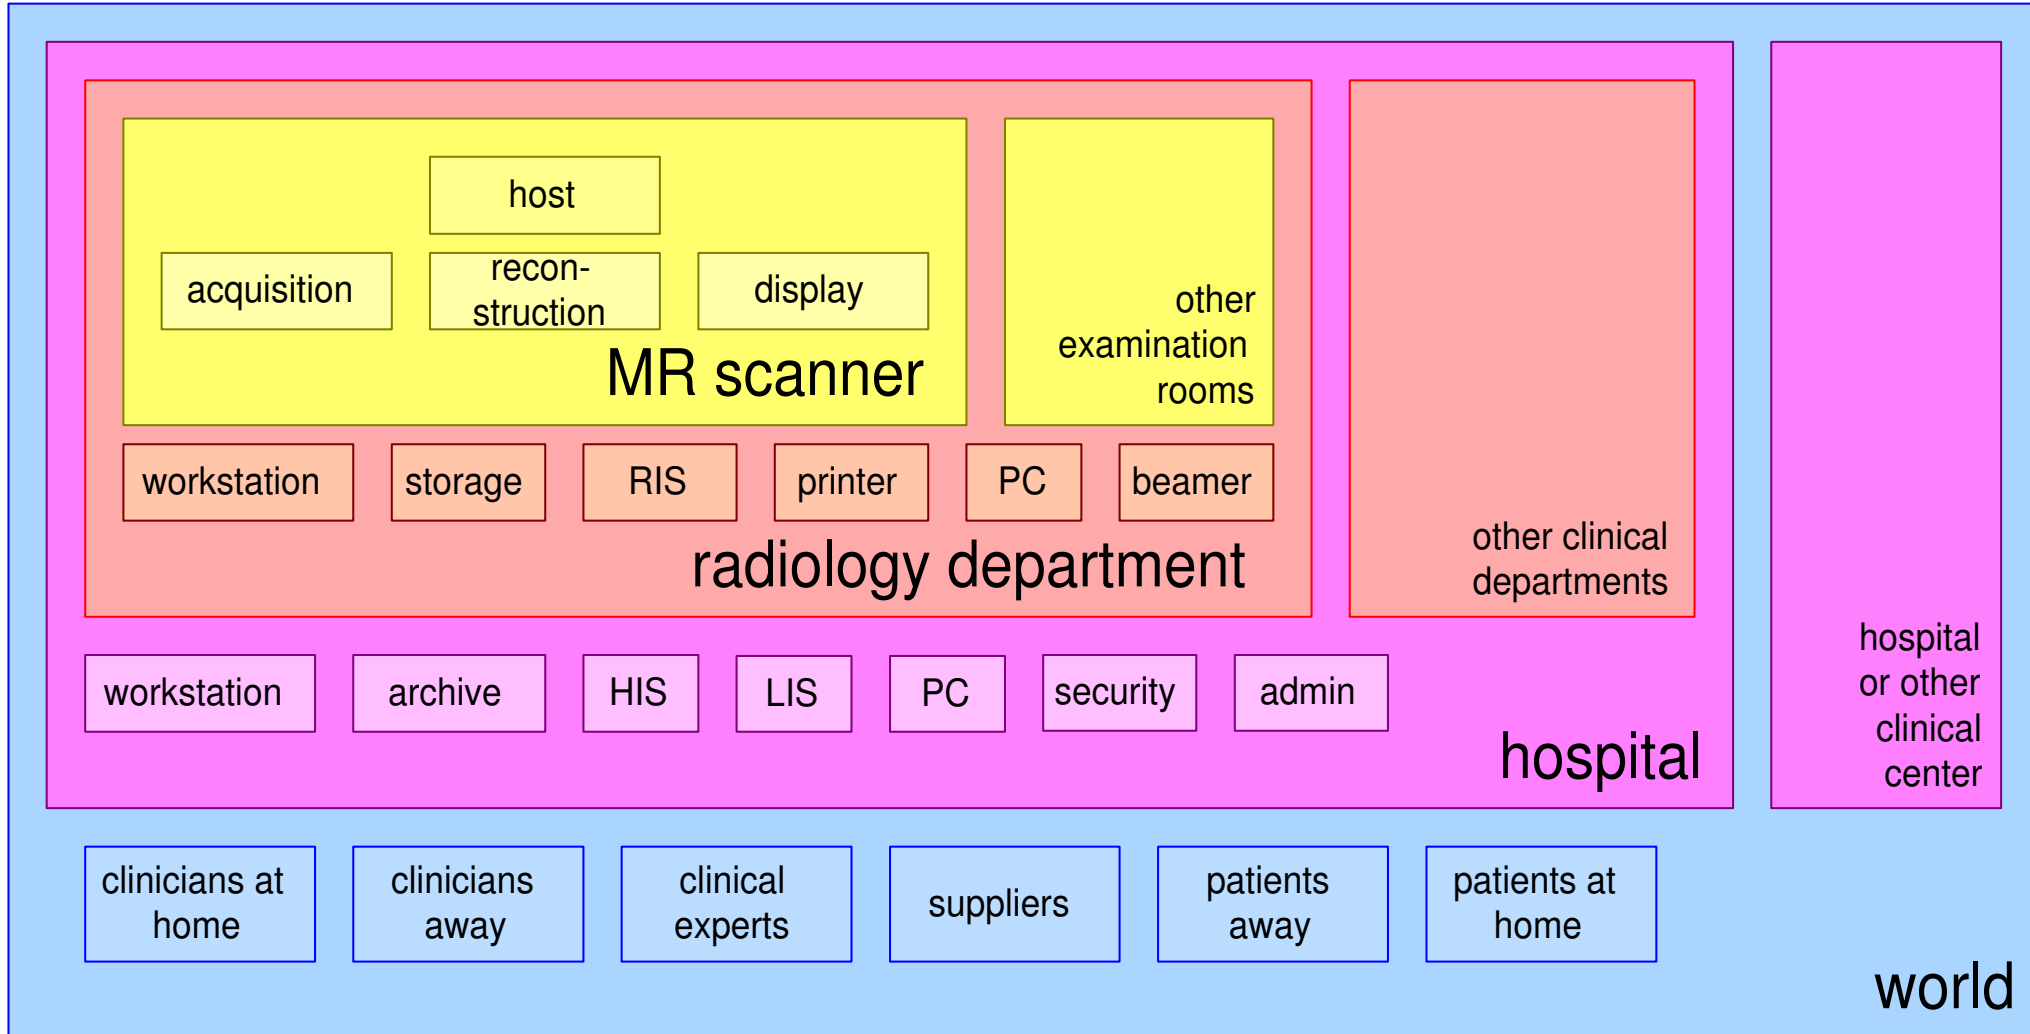 host
acquisition
recon-
struction
display
MR scanner
other
examination
rooms
workstation
storage
RIS
printer
PC
beamer
radiology department
other clinical
departments
workstation
archive
HIS
LIS
PC
security
admin
hospital
hospital
or other
clinical
center
clinicians at
home
clinicians
away
clinical
experts
suppliers
patients
away
patients at
home
world